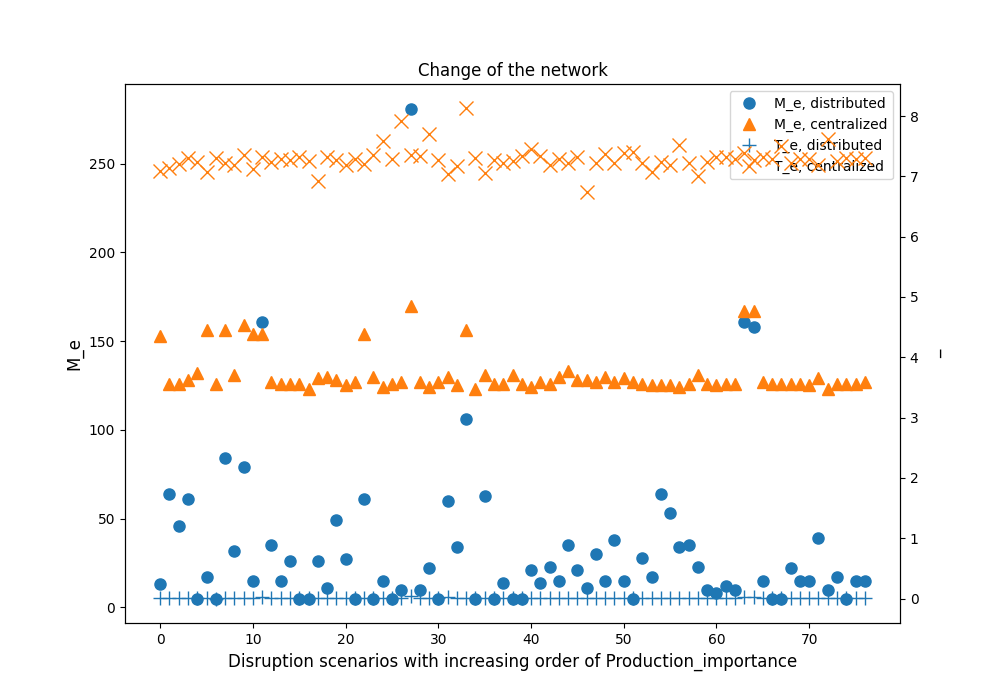 Change of the network
M_e, distributed
M_e, centralized
T_e, distributed
T_e, centralized
250
200
150
100
50
0
M_e
8
7
6
5
4
3
2
1
0
0 10 20 30 40 50 60 70
Disruption scenarios with increasing order of Production_importance